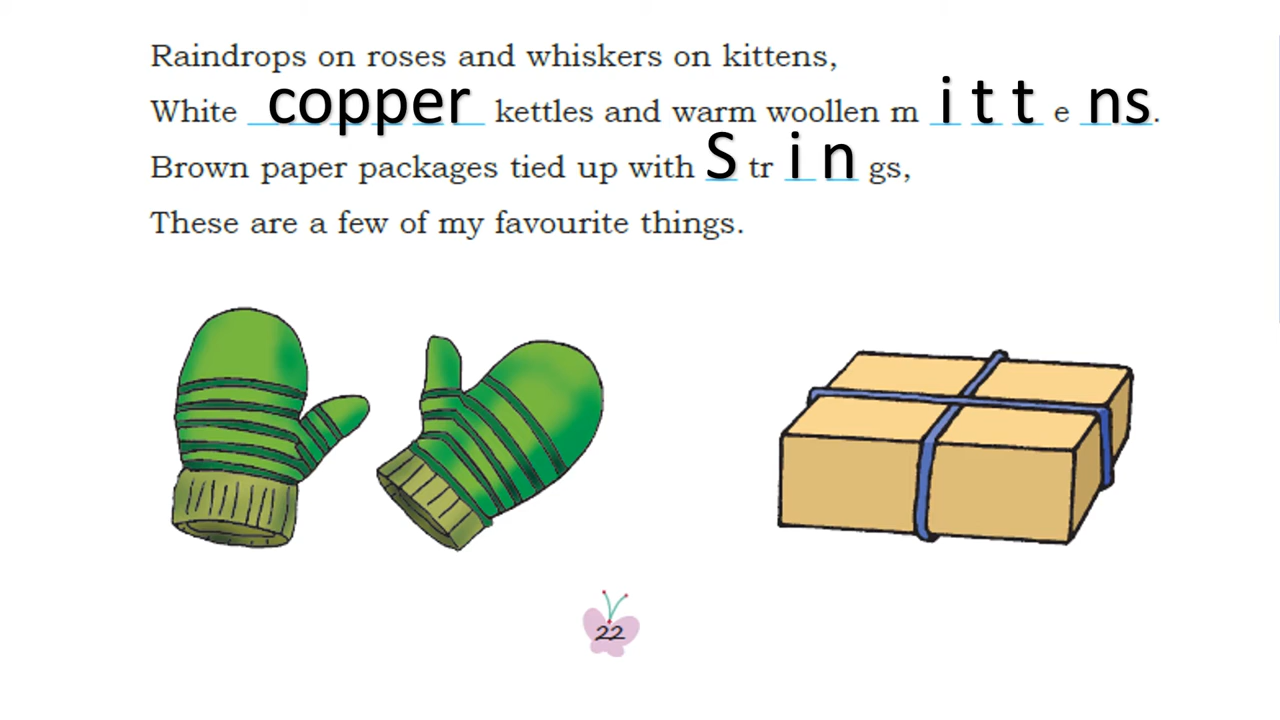 Raindrops on roses and whiskers on kittens,
White copper kettles and warm woollen m i t t e ns.
Brown paper packages tied up with S tr i n gs,
These are a few of my favourite things.
22